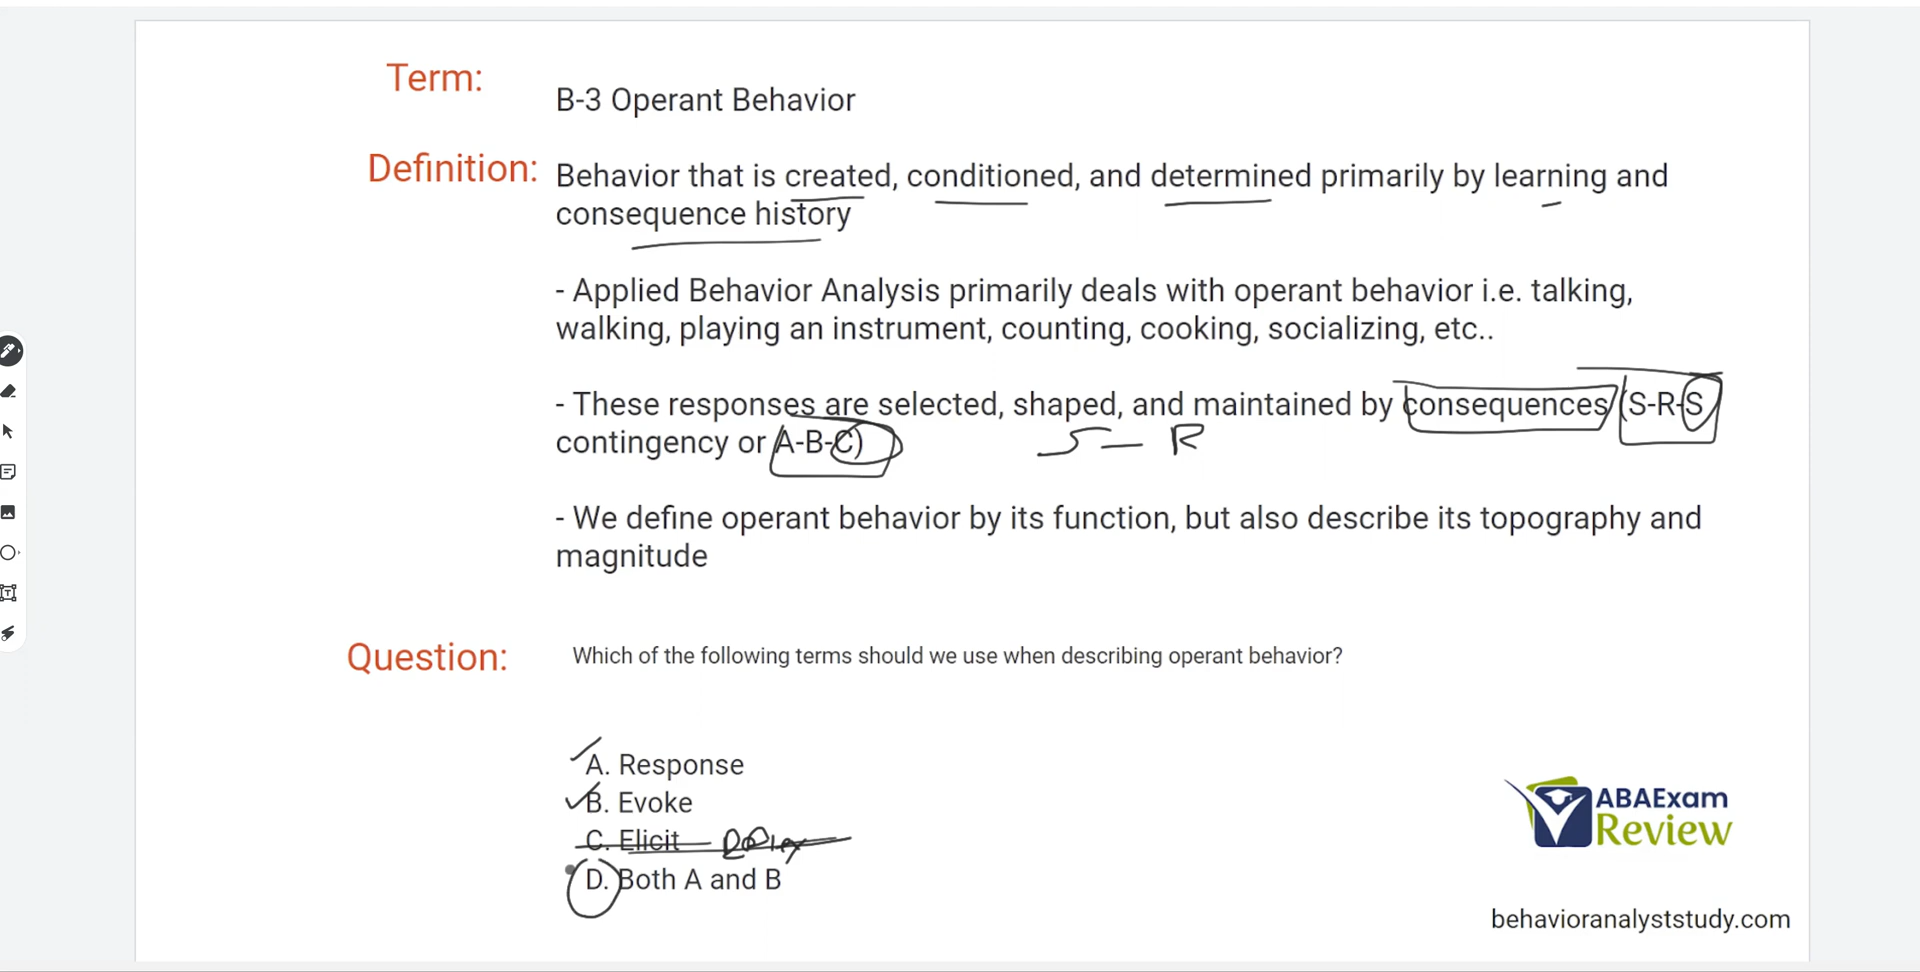 Term:
B-3 Operant Behavior
Definition:
Behavior that is created, conditioned, and determined primarily by learning and
consequence history
- Applied Behavior Analysis primarily deals with operant behavior i.e. talking,
walking, playing an instrument, counting, cooking, socializing, etc..
- These responses are selected, shaped, and maintained by consequences (S-R-S
contingency or A-B-C)
S — R
- We define operant behavior by its function, but also describe its topography and
magnitude
Question:
Which of the following terms should we use when describing operant behavior?
A. Response
B. Evoke
C. Elicit
D. Both A and B
ABAExam
Review
behavioranalyststudy.com